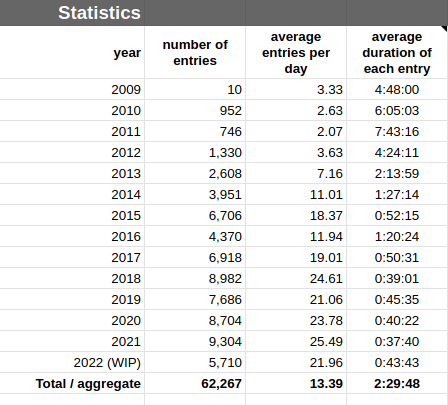 Statistics
year number of entries average entries per day average duration of each entry
2009 10 3.33 4:48:00
2010 952 2.63 6:05:03
2011 746 2.07 7:43:16
2012 1,330 3.63 4:24:11
2013 2,608 7.16 2:13:59
2014 3,951 11.01 1:27:14
2015 6,706 18.37 0:52:15
2016 4,370 11.94 1:20:24
2017 6,918 19.01 0:50:31
2018 8,982 24.61 0:39:01
2019 7,686 21.06 0:45:35
2020 8,704 23.78 0:40:22
2021 9,304 25.49 0:37:40
2022 (WIP) 5,710 21.96 0:43:43
Total / aggregate 62,267 13.39 2:29:48